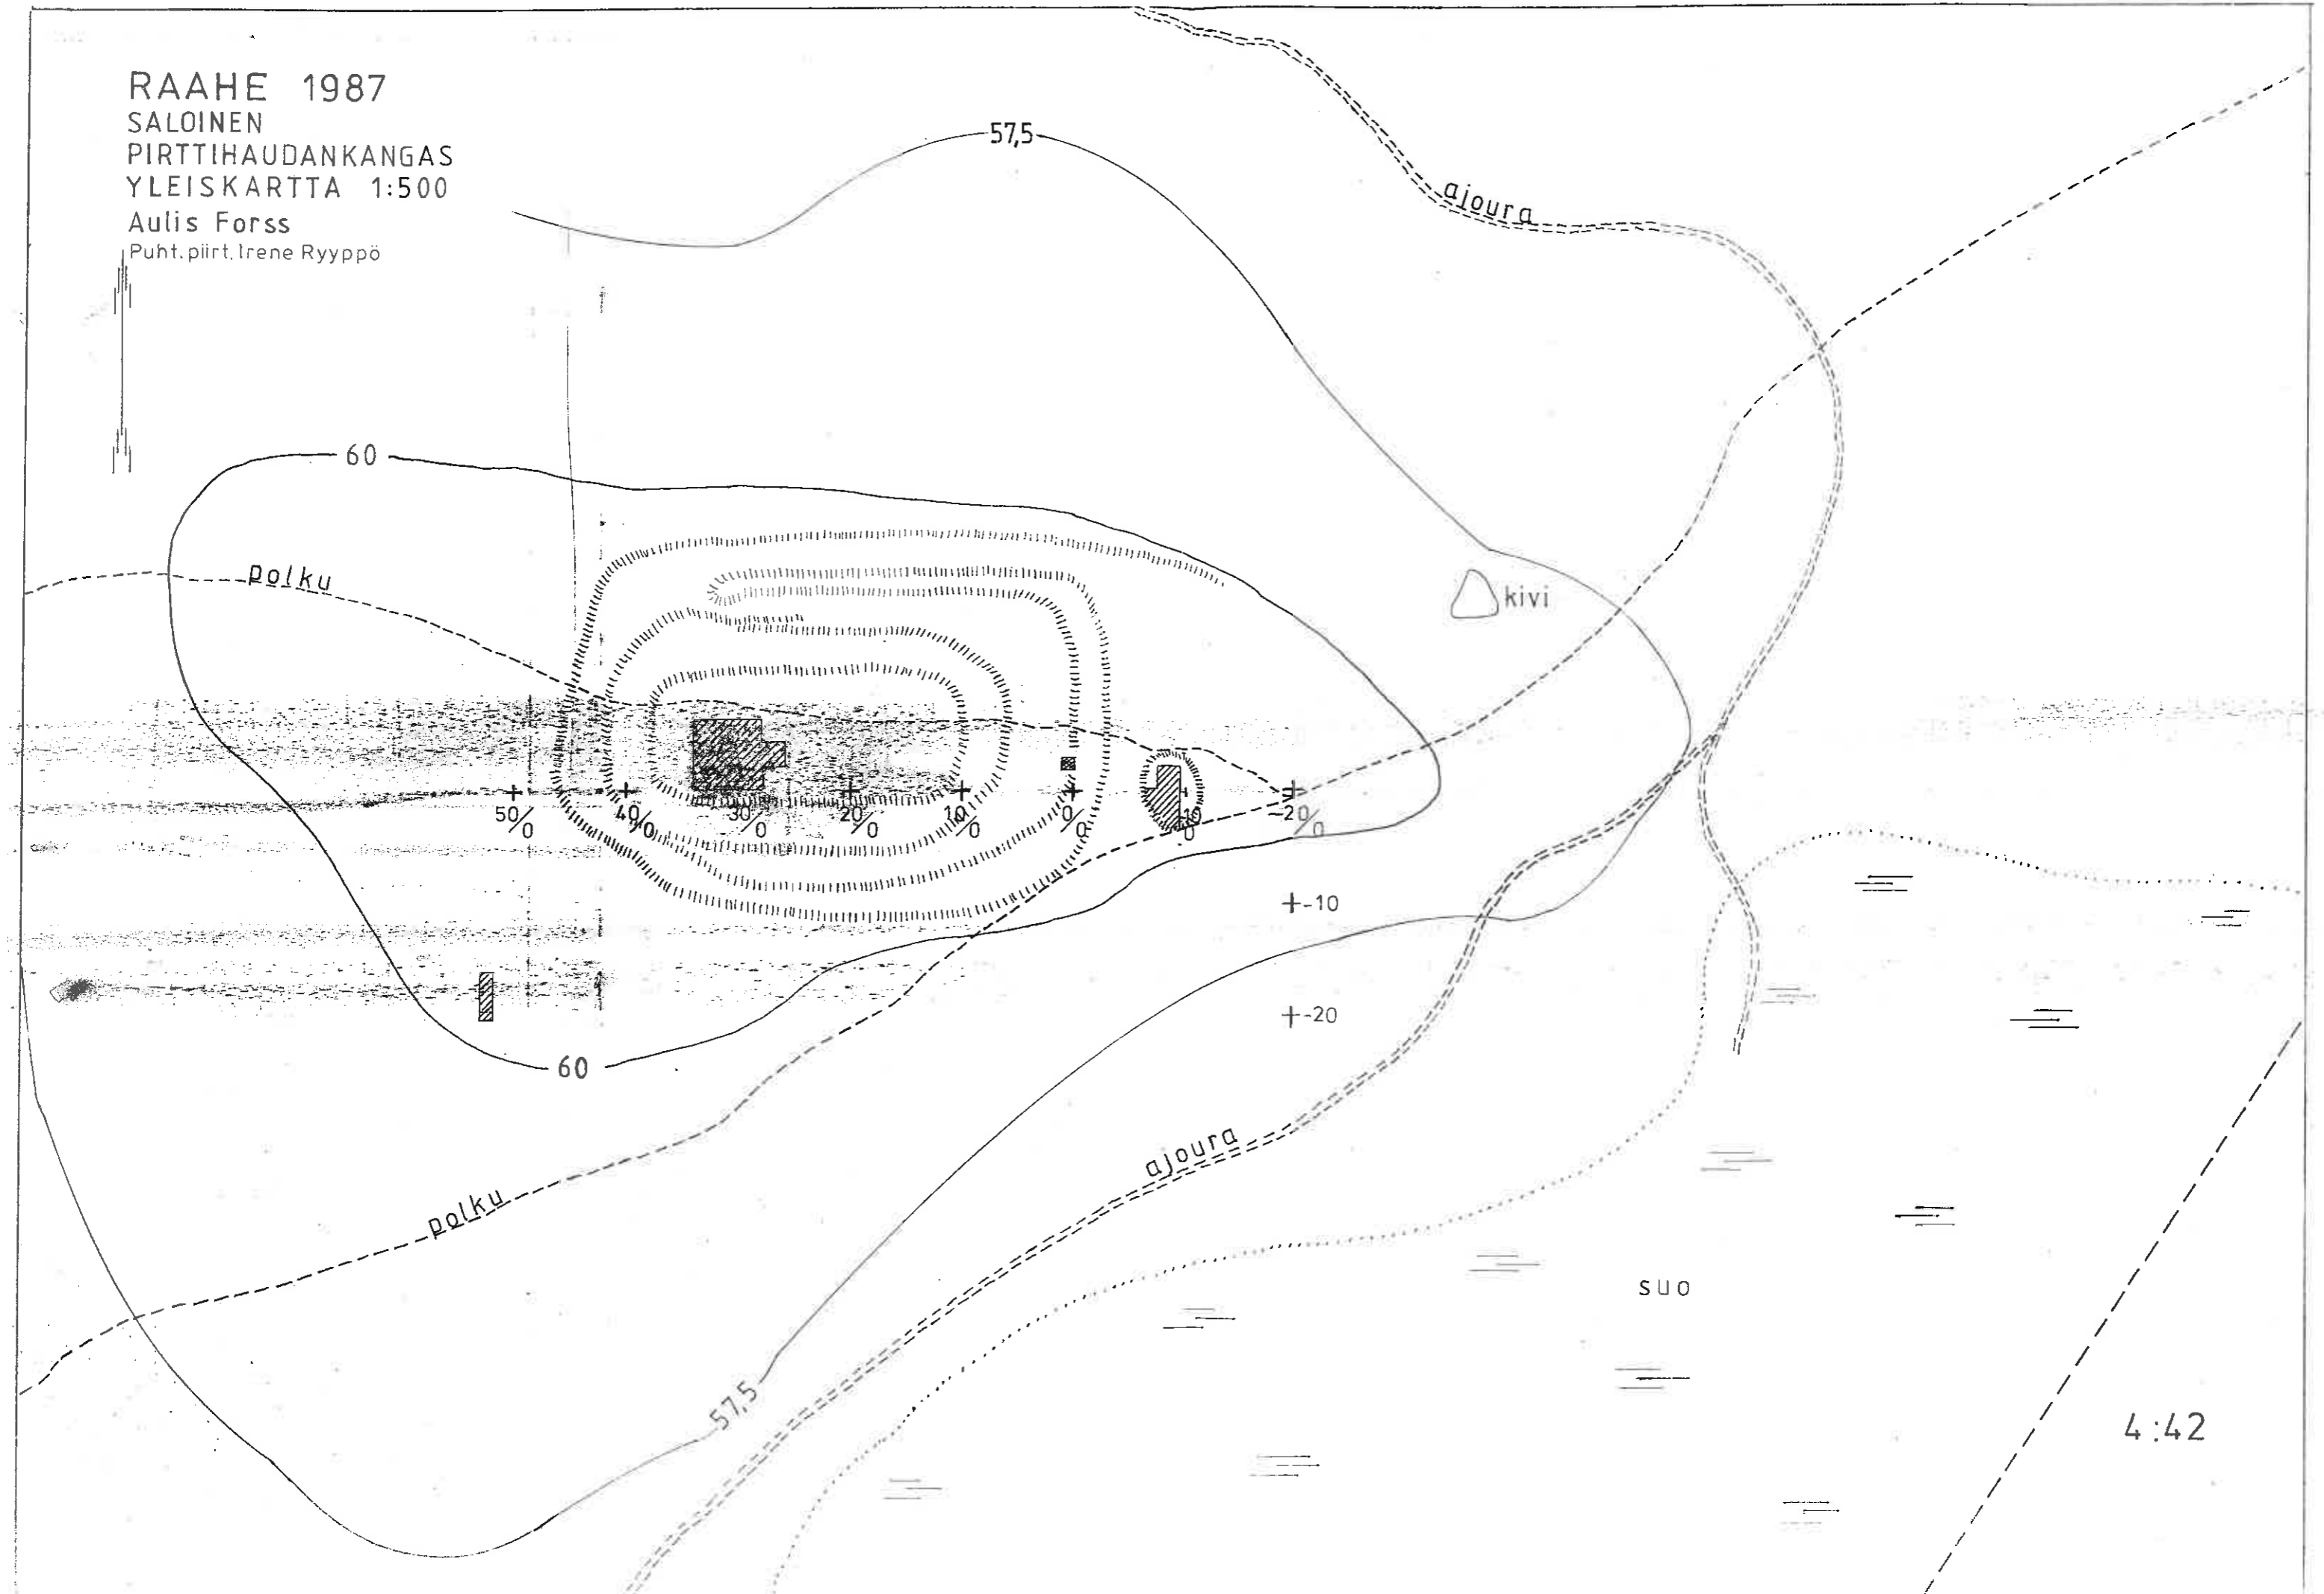 RAAHE 1987
SALOINEN
PIRTTIHAUDANKANGAS
YLEISKARTTA 1:500
Aulis Forss
Puht.piirt. Irene Ryyppö
57,5
ajoura
60
polku
kivi
50/0
40/0
30/0
20/0
10/0
0/0
-10/0
-20/0
-10
-20
60
ajoura
polku
suo
57,5
4:42